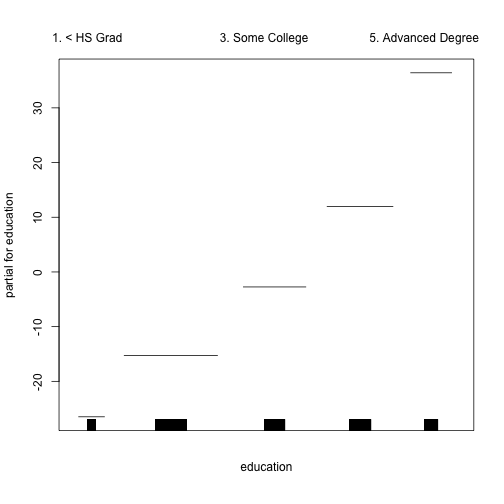 1. < HS Grad 3. Some College 5. Advanced Degree
partial for education
30
20
10
0
-10
-20
education